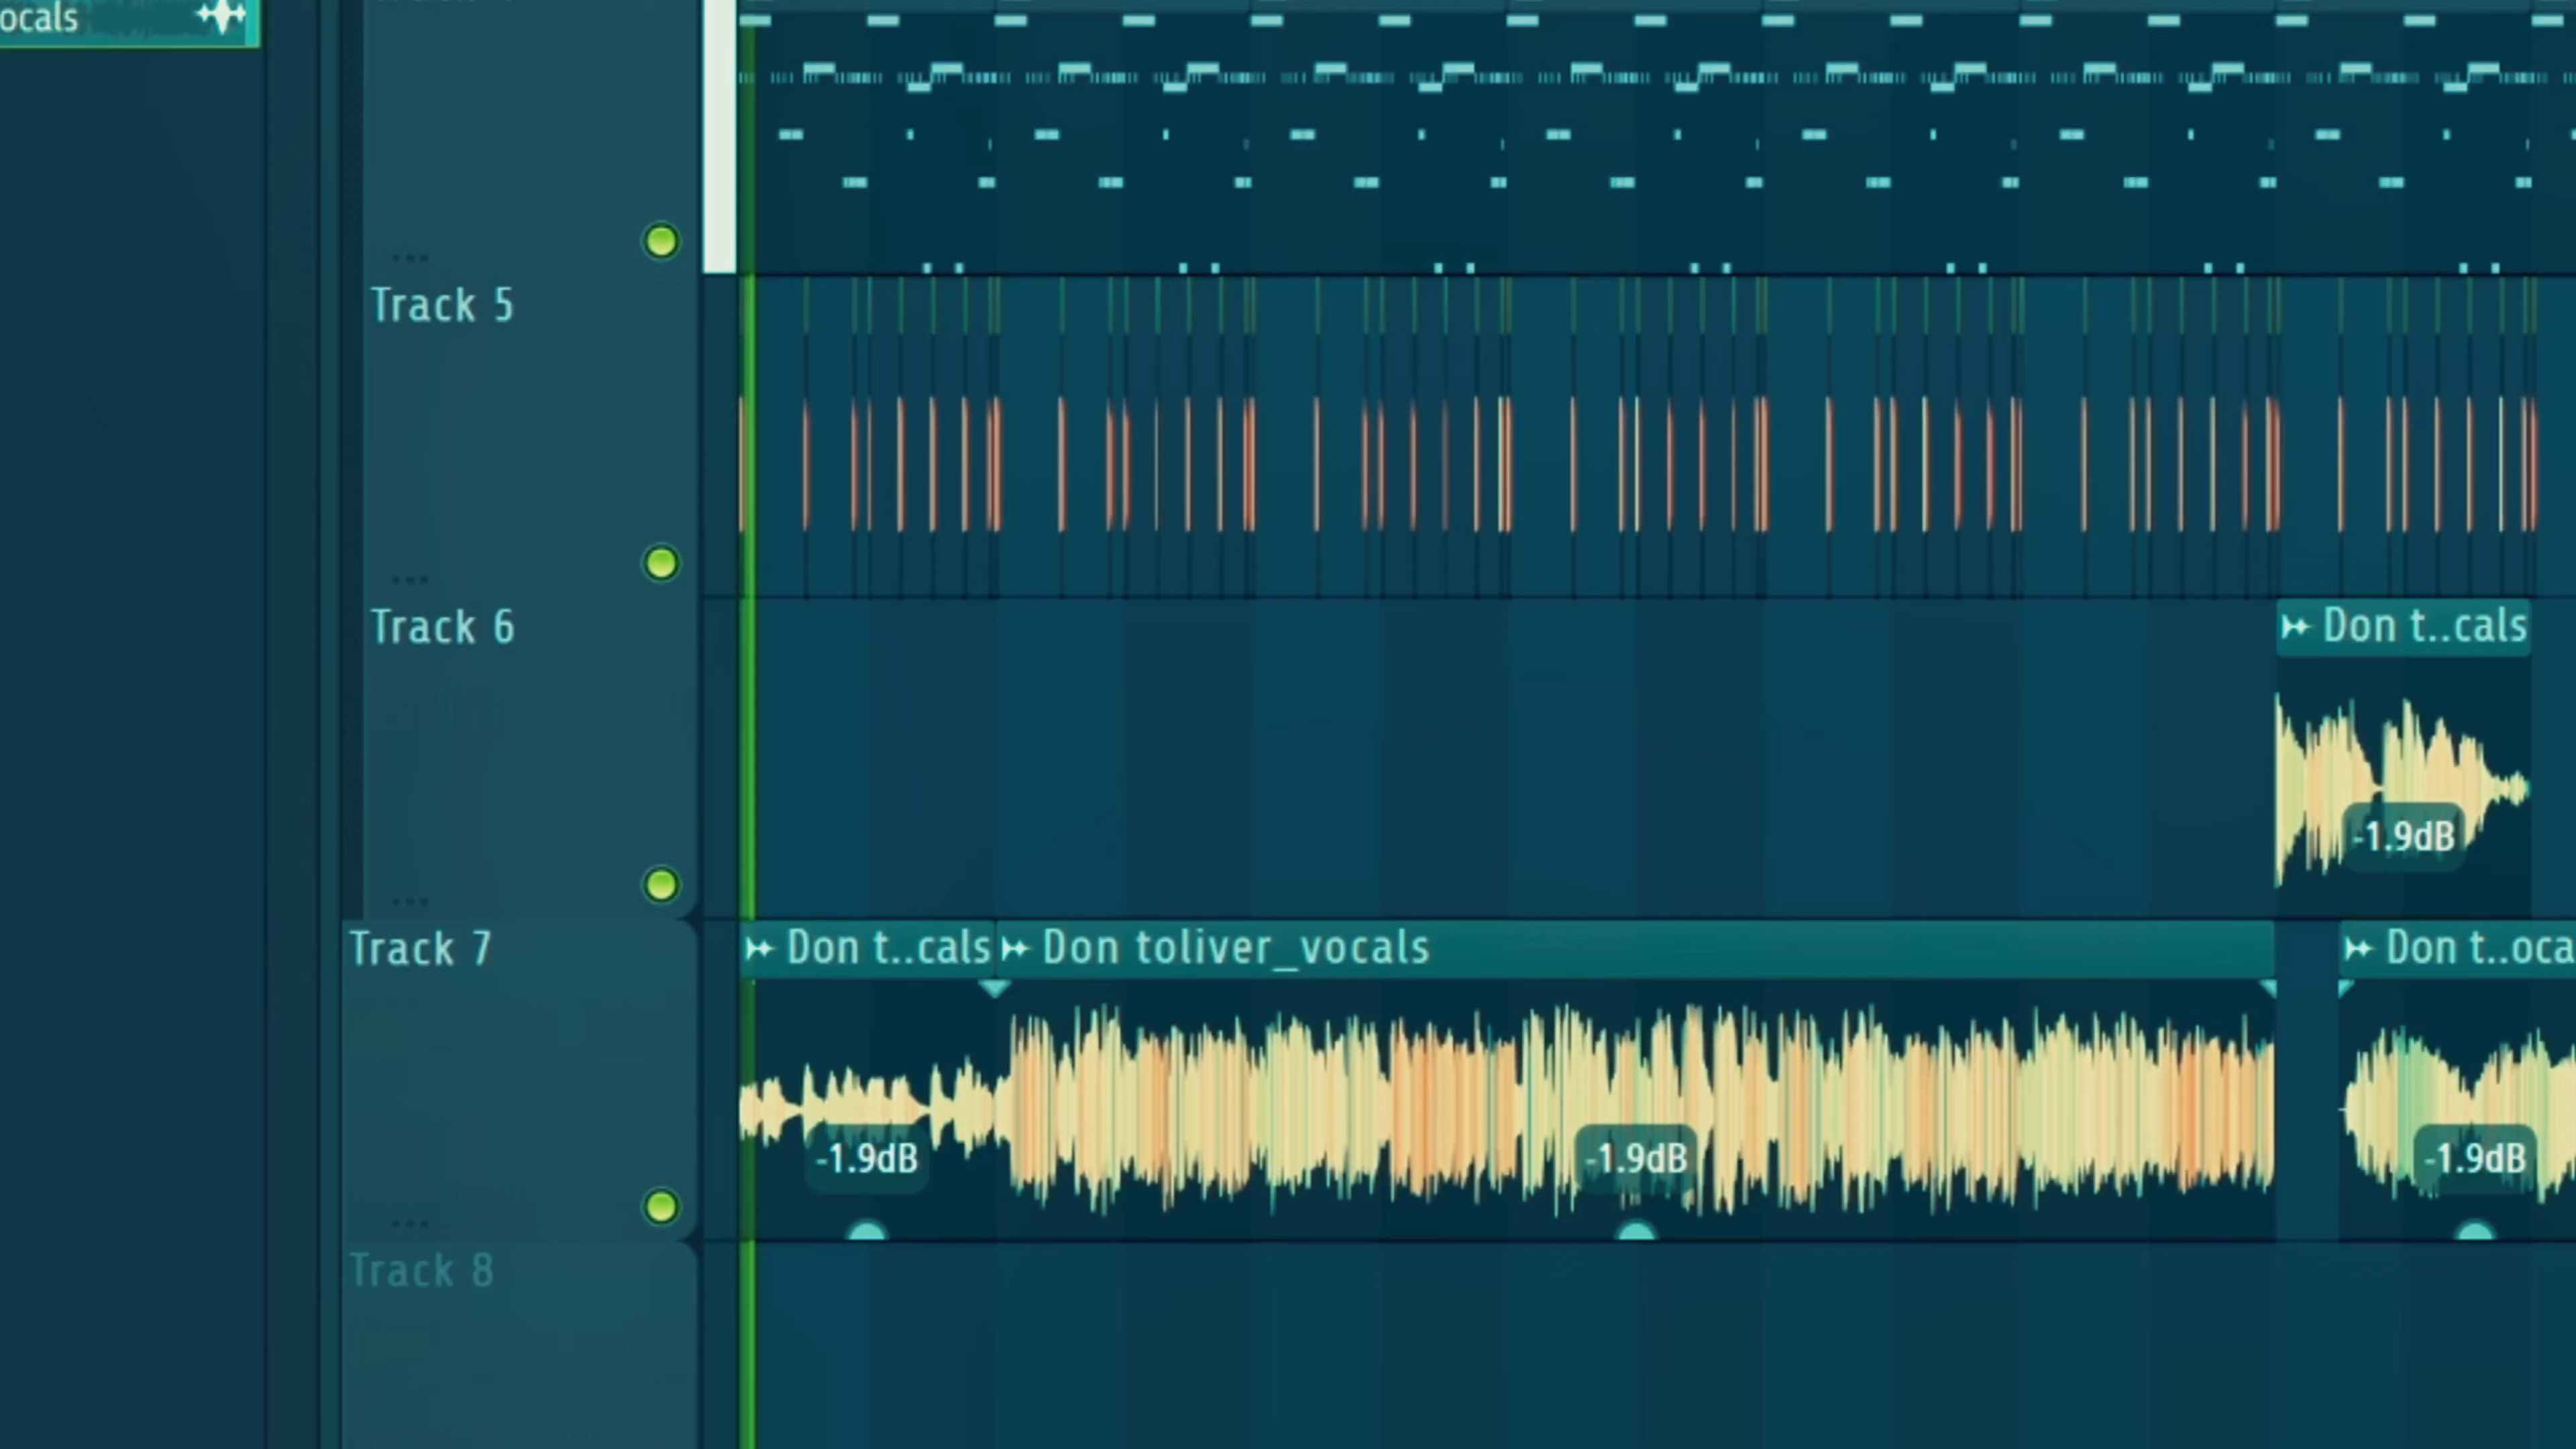 ocals
Track 5
Track 6
Don t..cals
-1.9dB
Track 7
Don t..cals
Don toliver_vocals
Don t..oca
-1.9dB
-1.9dB
-1.9dB
Track 8